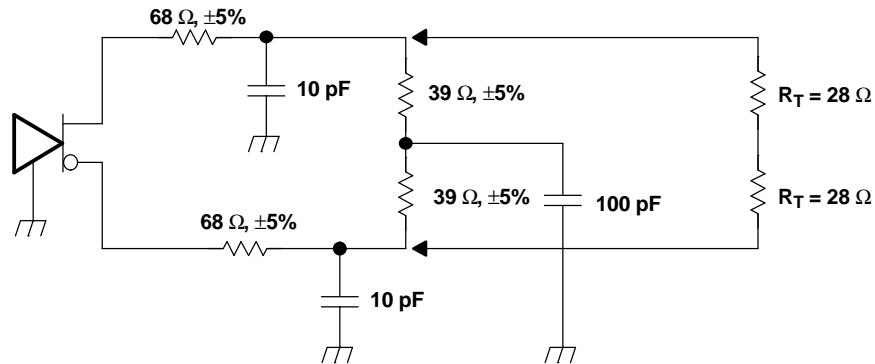 68 Ω, ±5%
10 pF
39 Ω, ±5%
R_T = 28 Ω
39 Ω, ±5%
100 pF
R_T = 28 Ω
68 Ω, ±5%
10 pF